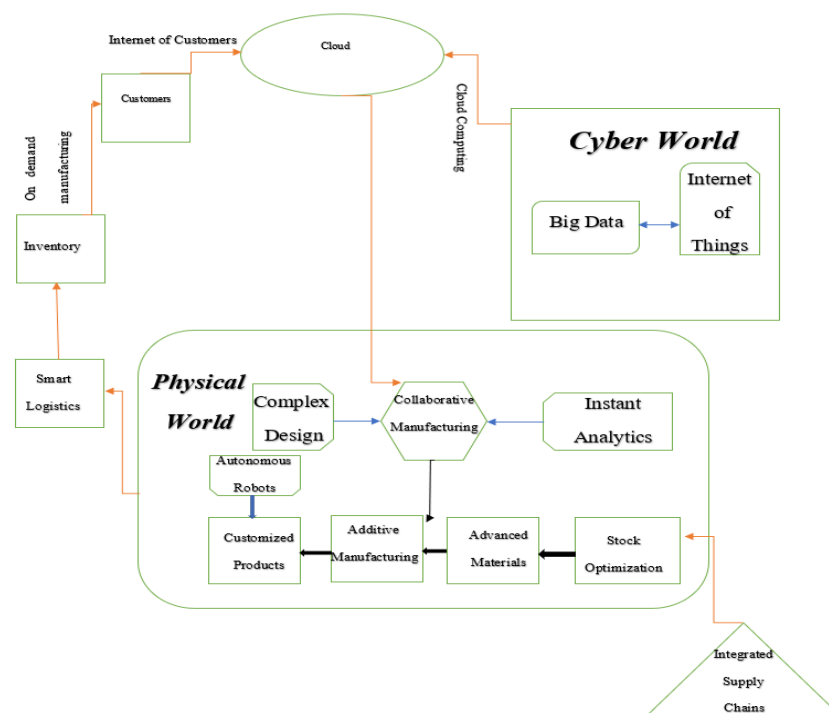 Internet of Customers
Cloud
Customers
Cloud Computing
Cyber World
Internet
of
Things
Big Data
On demand
manufacturing
Inventory
Smart
Logistics
Physical
World
Complex
Design
Collaborative
Manufacturing
Instant
Analytics
Autonomous
Robots
Customized
Products
Additive
Manufacturing
Advanced
Materials
Stock
Optimization
Integrated
Supply
Chains